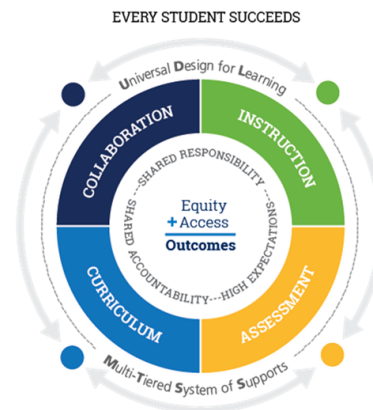 EVERY STUDENT SUCCEEDS
Universal Design for Learning
COLLABORATION
INSTRUCTION
---SHARED RESPONSIBILITY---
SHARED ACCOUNTABILITY---HIGH EXPECTATIONS
Equity
+Access
Outcomes
CURRICULUM
ASSESSMENT
Multi-Tiered System of Supports